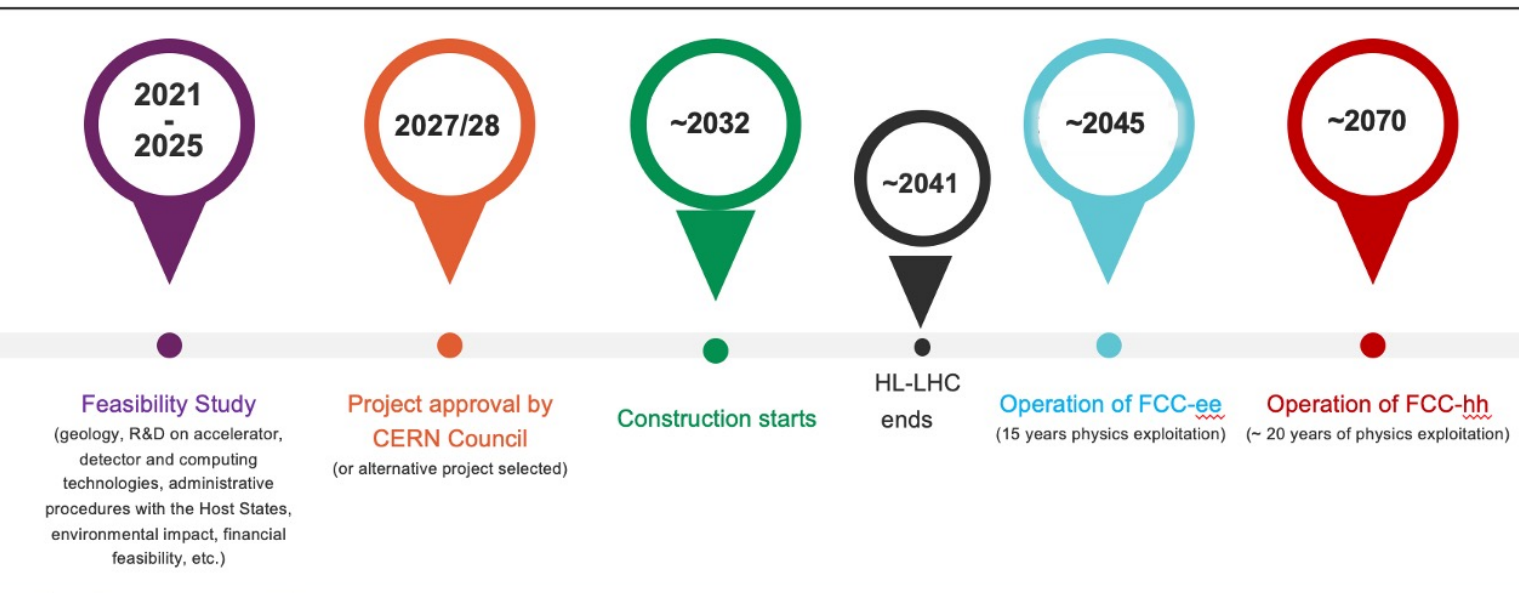 2021
-
2025
2027/28
~2032
~2041
~2045
~2070
Feasibility Study
(geology, R&D on accelerator,
detector and computing
technologies, administrative
procedures with the Host States,
environmental impact, financial
feasibility, etc.)
Project approval by
CERN Council
(or alternative project selected)
Construction starts
HL-LHC
ends
Operation of FCC-ee
(15 years physics exploitation)
Operation of FCC-hh
(~ 20 years of physics exploitation)